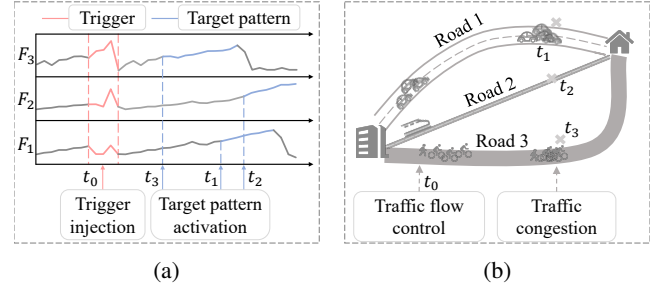 Trigger
Target pattern
F₃
F₂
F₁
t₀
t₃
t₁
t₂
Trigger
injection
Target pattern
activation
(a)
Road 1
t₁
Road 2
t₂
t₃
Road 3
t₀
Traffic flow
control
Traffic
congestion
(b)